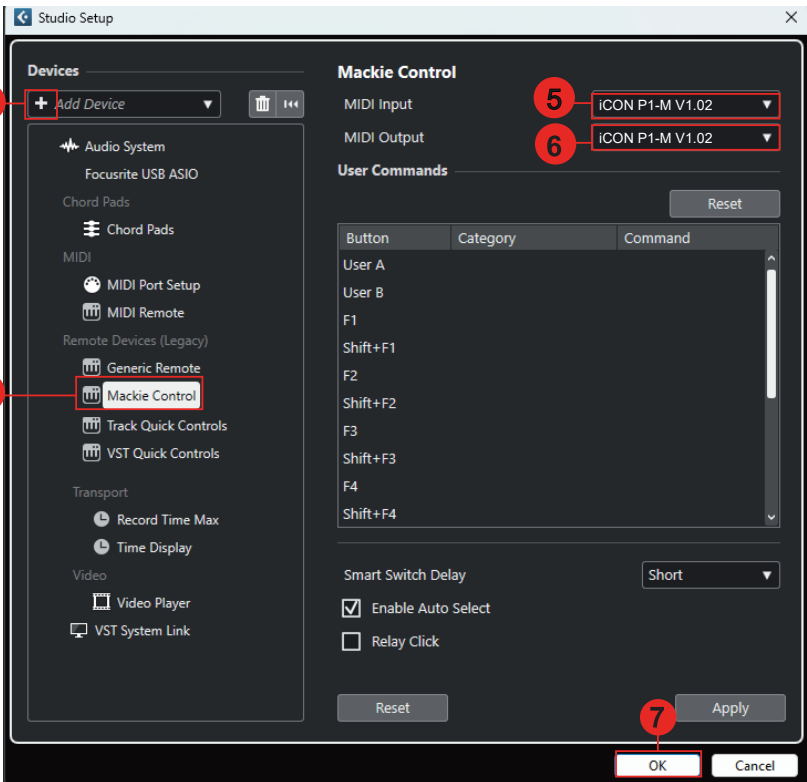 Studio Setup
Devices
Add Device
Audio System
Focusrite USB ASIO
Chord Pads
Chord Pads
MIDI
MIDI Port Setup
MIDI Remote
Remote Devices (Legacy)
Generic Remote
Mackie Control
Track Quick Controls
VST Quick Controls
Transport
Record Time Max
Time Display
Video
Video Player
VST System Link
Mackie Control
MIDI Input 5 iCON P1-M V1.02
MIDI Output 6 iCON P1-M V1.02
User Commands
Reset
Button Category Command
User A
User B
F1
Shift+F1
F2
Shift+F2
F3
Shift+F3
F4
Shift+F4
Smart Switch Delay Short
Enable Auto Select
Relay Click
Reset 7 Apply
OK Cancel